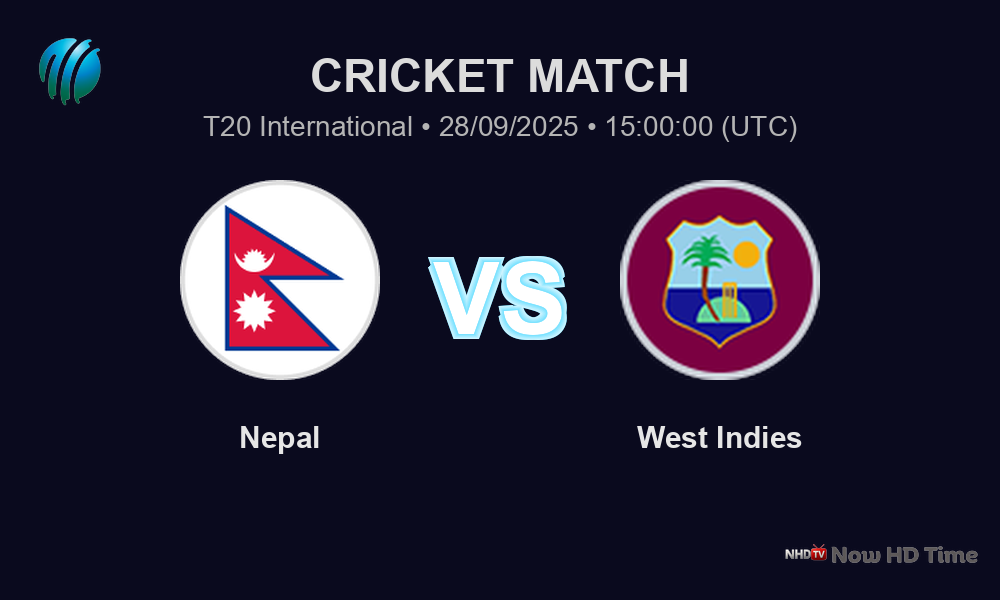 CRICKET MATCH
T20 International • 28/09/2025 • 15:00:00 (UTC)
VS
Nepal
West Indies
NHDTV Now HD Time